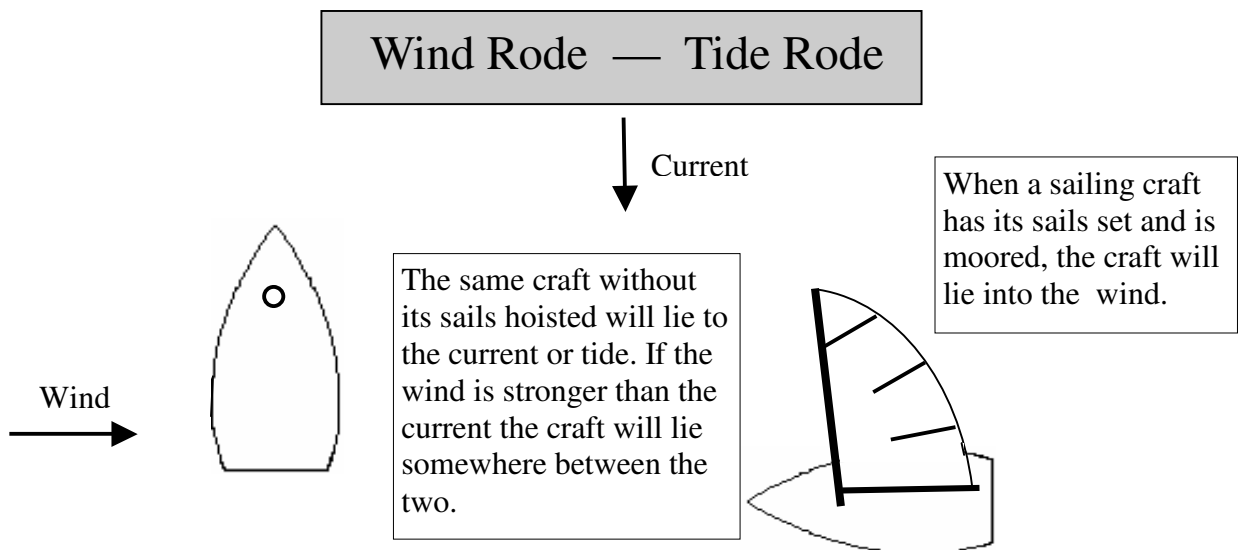 Wind Rode — Tide Rode
Current
When a sailing craft
has its sails set and is
moored, the craft will
lie into the wind.
The same craft without
its sails hoisted will lie to
the current or tide. If the
wind is stronger than the
current the craft will lie
somewhere between the
two.
Wind